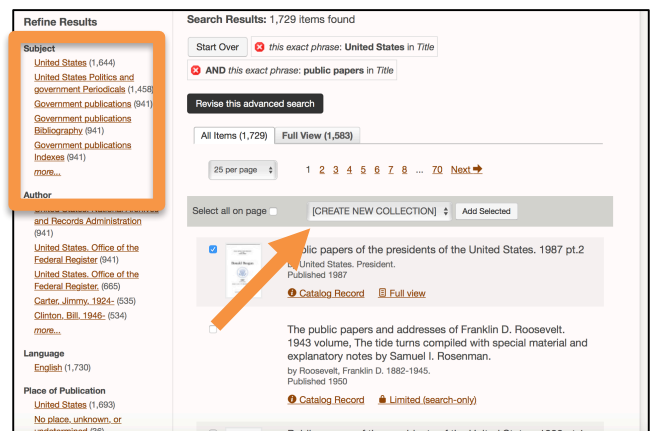 Refine Results
Subject
United States (1,644)
United States Politics and
government Periodicals (1,458)
Government publications (941)
Government publications
Bibliography (941)
Government publications
Indexes (941)
more...
Author
United States. National Archives
and Records Administration
(941)
United States. Office of the
Federal Register (941)
United States. Office of the
Federal Register. (665)
Carter, Jimmy, 1924- (535)
Clinton, Bill, 1946- (534)
more...
Language
English (1,730)
Place of Publication
United States (1,693)
No place, unknown, or
undetermined (36)
Search Results: 1,729 items found
Start Over
this exact phrase: United States in Title
AND this exact phrase: public papers in Title
Revise this advanced search
All Items (1,729) Full View (1,583)
25 per page 1 2 3 4 5 6 7 8 ... 70 Next
Select all on page [CREATE NEW COLLECTION] Add Selected
Public papers of the presidents of the United States. 1987 pt.2
by United States. President.
Published 1987
Catalog Record Full view
The public papers and addresses of Franklin D. Roosevelt.
1943 volume, The tide turns compiled with special material and
explanatory notes by Samuel I. Rosenman.
by Roosevelt, Franklin D. 1882-1945.
Published 1950
Catalog Record Limited (search-only)